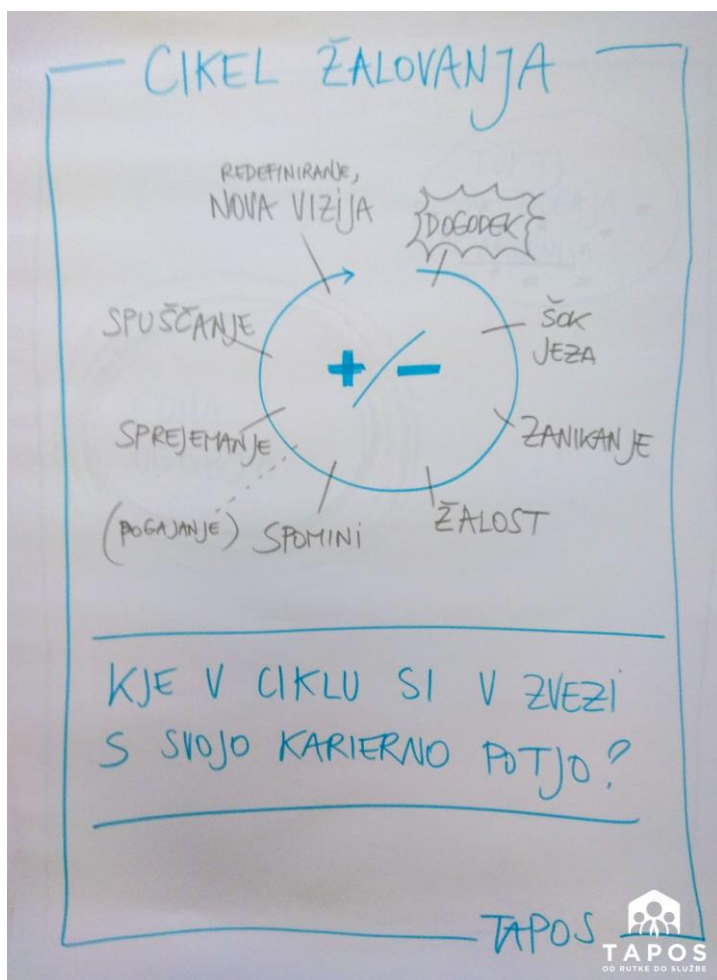 CIKEL ŽALOVANJA
REDEFINIRANJE,
NOVA VIZIJA
DOGODEK
ŠOK
JEZA
ZANIKANJE
ŽALOST
SPOMINI
(POGAJANJE)
SPREJEMANJE
SPUŠČANJE
+/-
KJE V CIKLU SI V ZVEZI
S SVOJO KARIERNO POTJO?
TAPOS
TAPOS
OD RUTKE DO SLUŽBE